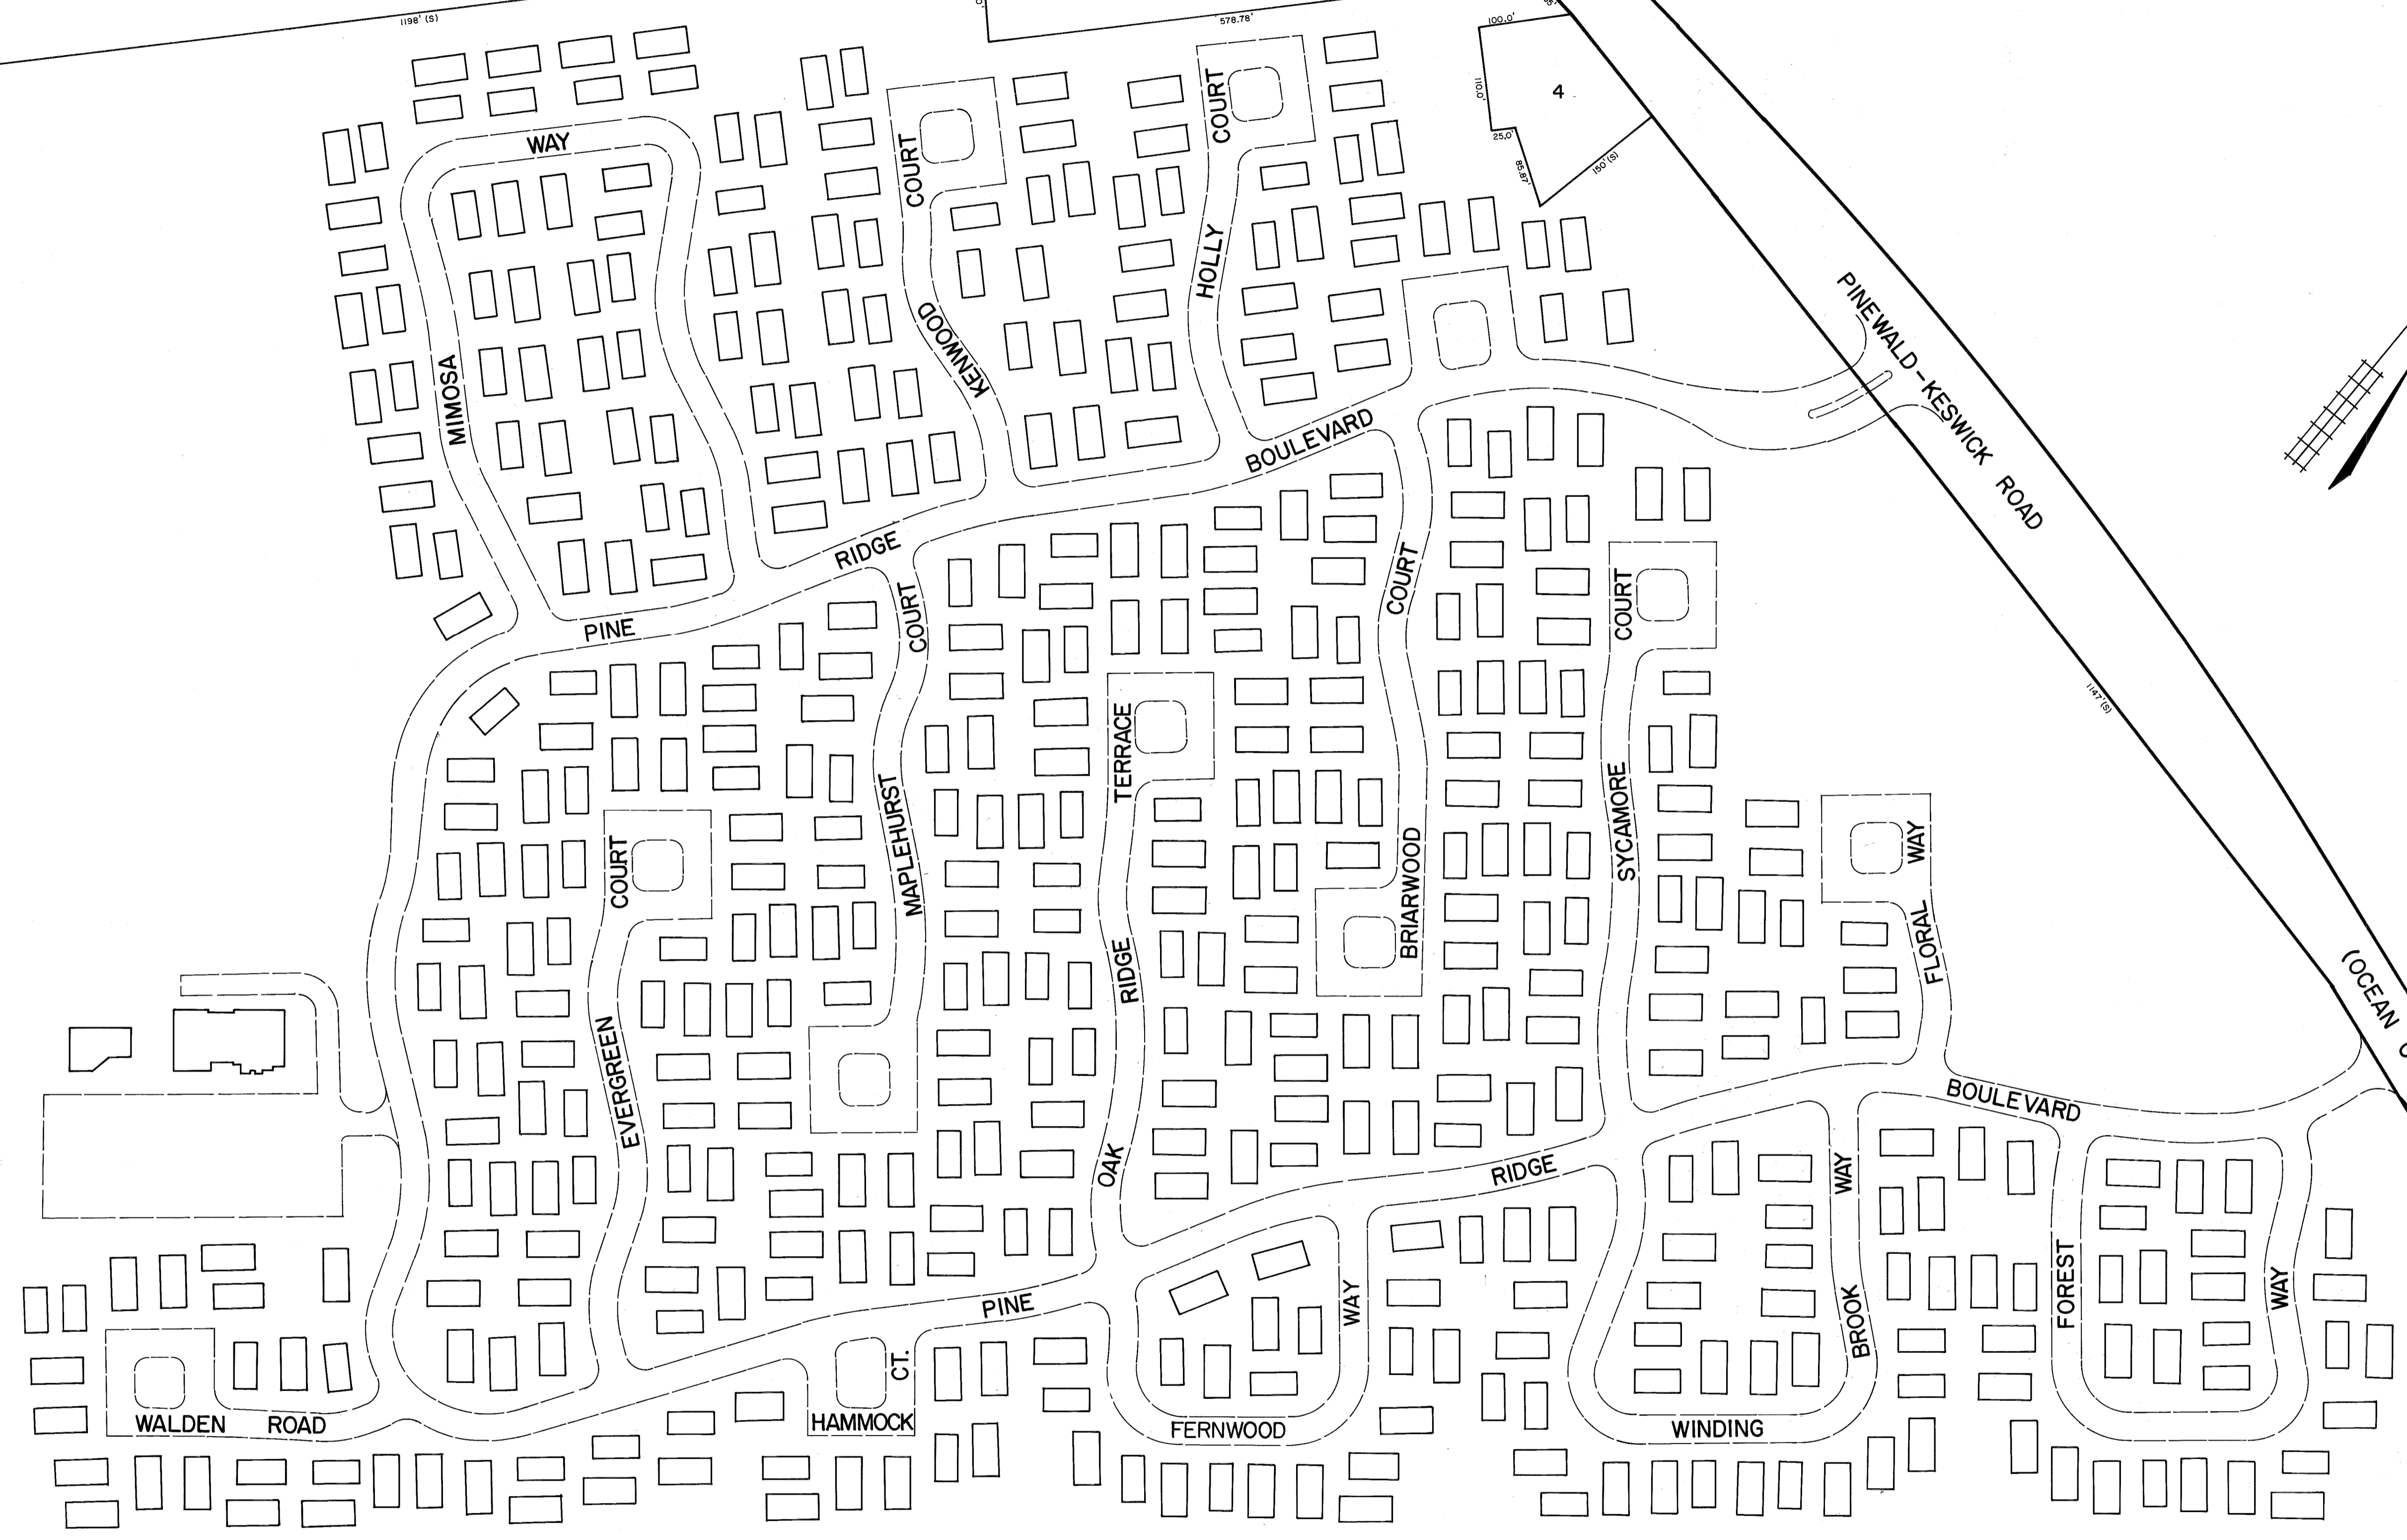 1198' (S)
578.78'
100.0'
110.0'
4
25.0'
85.87'
150' (S)
WAY
MIMOSA
COURT
KENWOOD
COURT
HOLLY
PINEWALD - KESWICK ROAD
1147' (S)
(OCEAN
PINE RIDGE BOULEVARD
COURT
MAPLEHURST
COURT
BRIARWOOD
COURT
SYCAMORE
TERRACE
RIDGE
OAK
COURT
EVERGREEN
WAY
FLORAL
BOULEVARD
RIDGE
PINE
WAY
BROOK
WINDING
FOREST
WAY
WAY
FERNWOOD
CT.
HAMMOCK
WALDEN ROAD